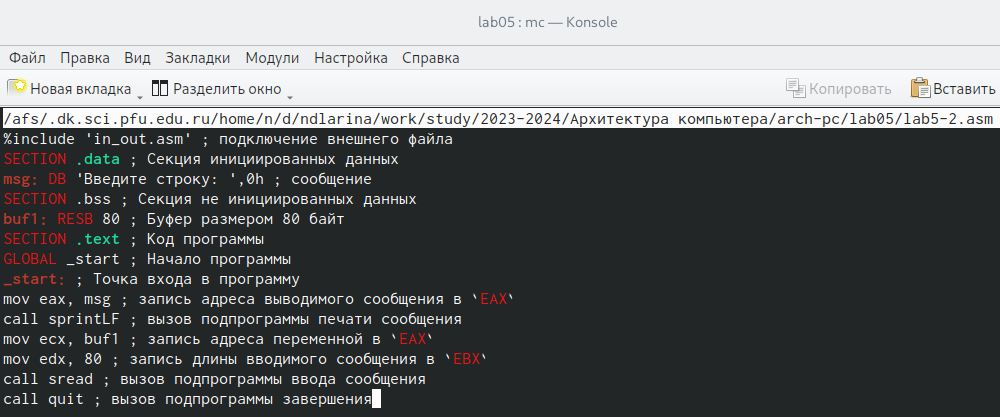 lab05 : mc — Konsole
Файл Правка Вид Закладки Модули Настройка Справка
Новая вкладка Разделить окно Копировать Вставить
/afs/.dk.sci.pfu.edu.ru/home/n/d/ndlarina/work/study/2023-2024/Архитектура компьютера/arch-pc/lab05/lab5-2.asm
%include 'in_out.asm' ; подключение внешнего файла
SECTION .data ; Секция инициированных данных
msg: DB 'Введите строку: ',0h ; сообщение
SECTION .bss ; Секция не инициированных данных
buf1: RESB 80 ; Буфер размером 80 байт
SECTION .text ; Код программы
GLOBAL _start ; Начало программы
_start: ; Точка входа в программу
mov eax, msg ; запись адреса выводимого сообщения в `EAX`
call sprintLF ; вызов подпрограммы печати сообщения
mov ecx, buf1 ; запись адреса переменной в `EAX`
mov edx, 80 ; запись длины вводимого сообщения в `EBX`
call sread ; вызов подпрограммы ввода сообщения
call quit ; вызов подпрограммы завершения